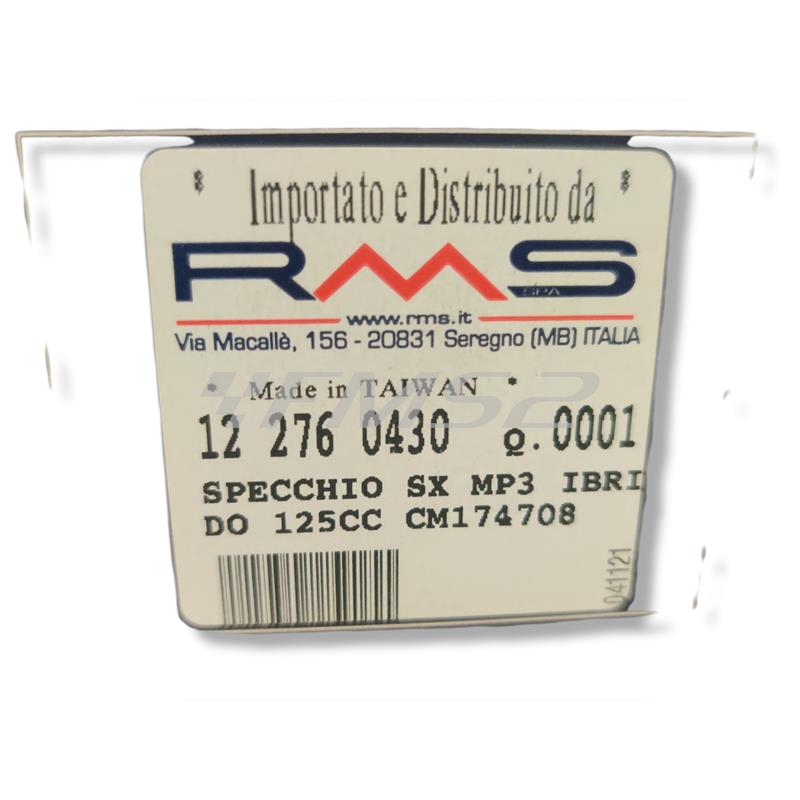 * Importato e Distribuito da *
RMS
SPA
www.rms.it
Via Macallè, 156 - 20831 Seregno (MB) ITALIA
* Made in TAIWAN *
FMS2
12 276 0430 Q.0001
SPECCHIO SX MP3 IBRI
DO 125CC CM174708
041121